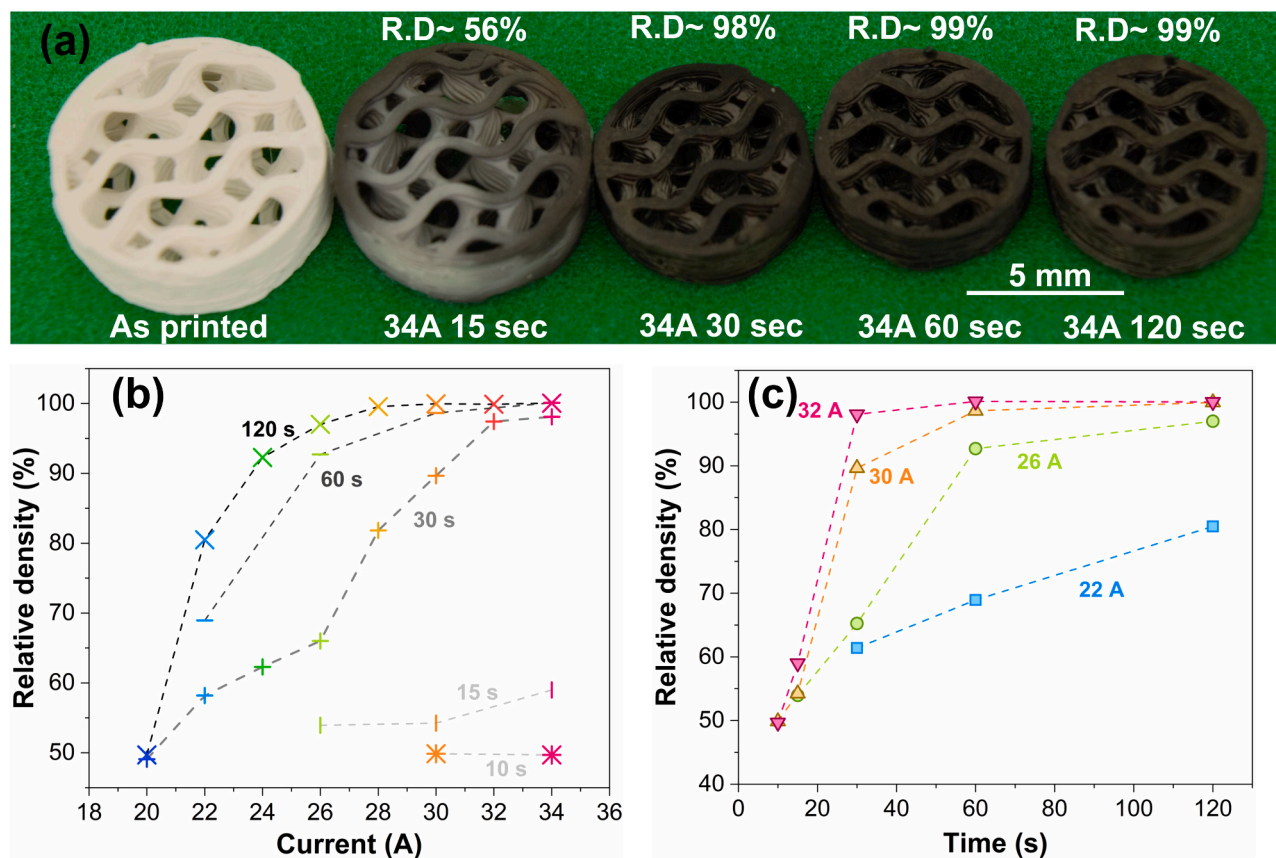 (a)
R.D~ 56%
R.D~ 98%
R.D~ 99%
R.D~ 99%
5 mm
As printed
34A 15 sec
34A 30 sec
34A 60 sec
34A 120 sec
(b)
Relative density (%)
100
90
80
70
60
50
120 s
60 s
30 s
15 s
10 s
18 20 22 24 26 28 30 32 34 36
Current (A)
(c)
Relative density (%)
100
90
80
70
60
50
40
32 A
30 A
26 A
22 A
0 20 40 60 80 100 120
Time (s)